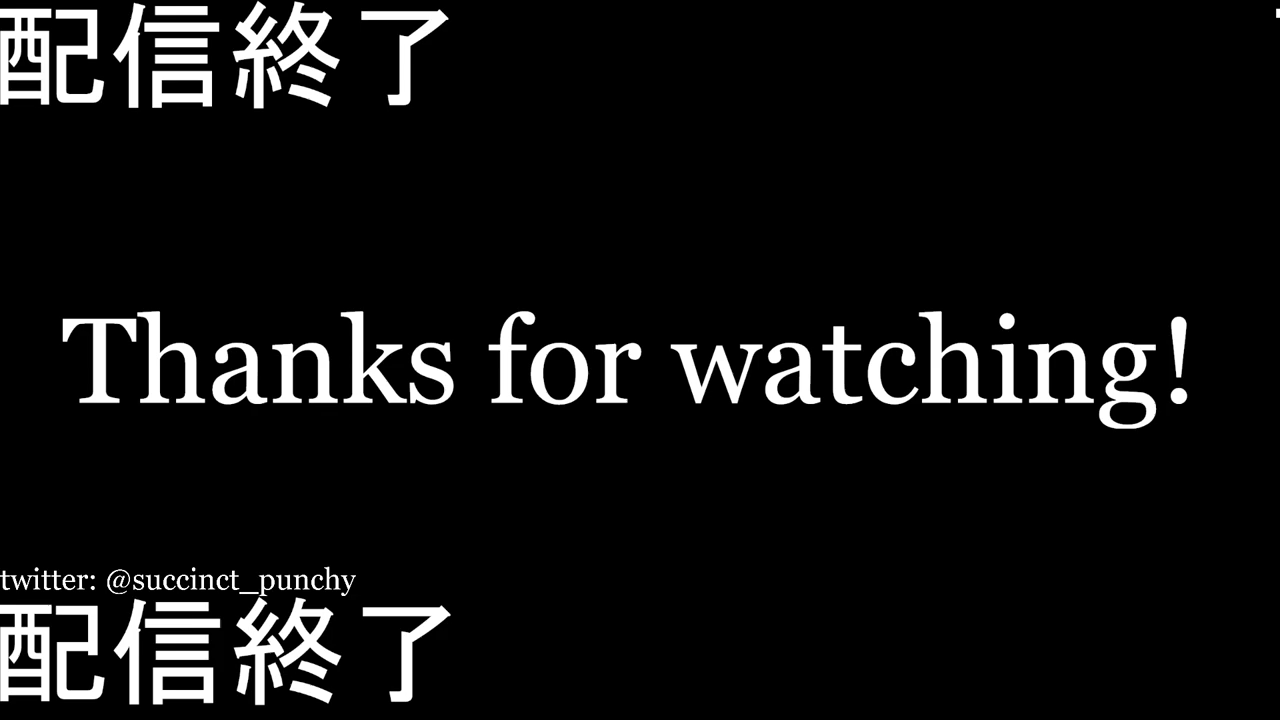 配信終了
Thanks for watching!
twitter: @succinct_punchy
配信終了